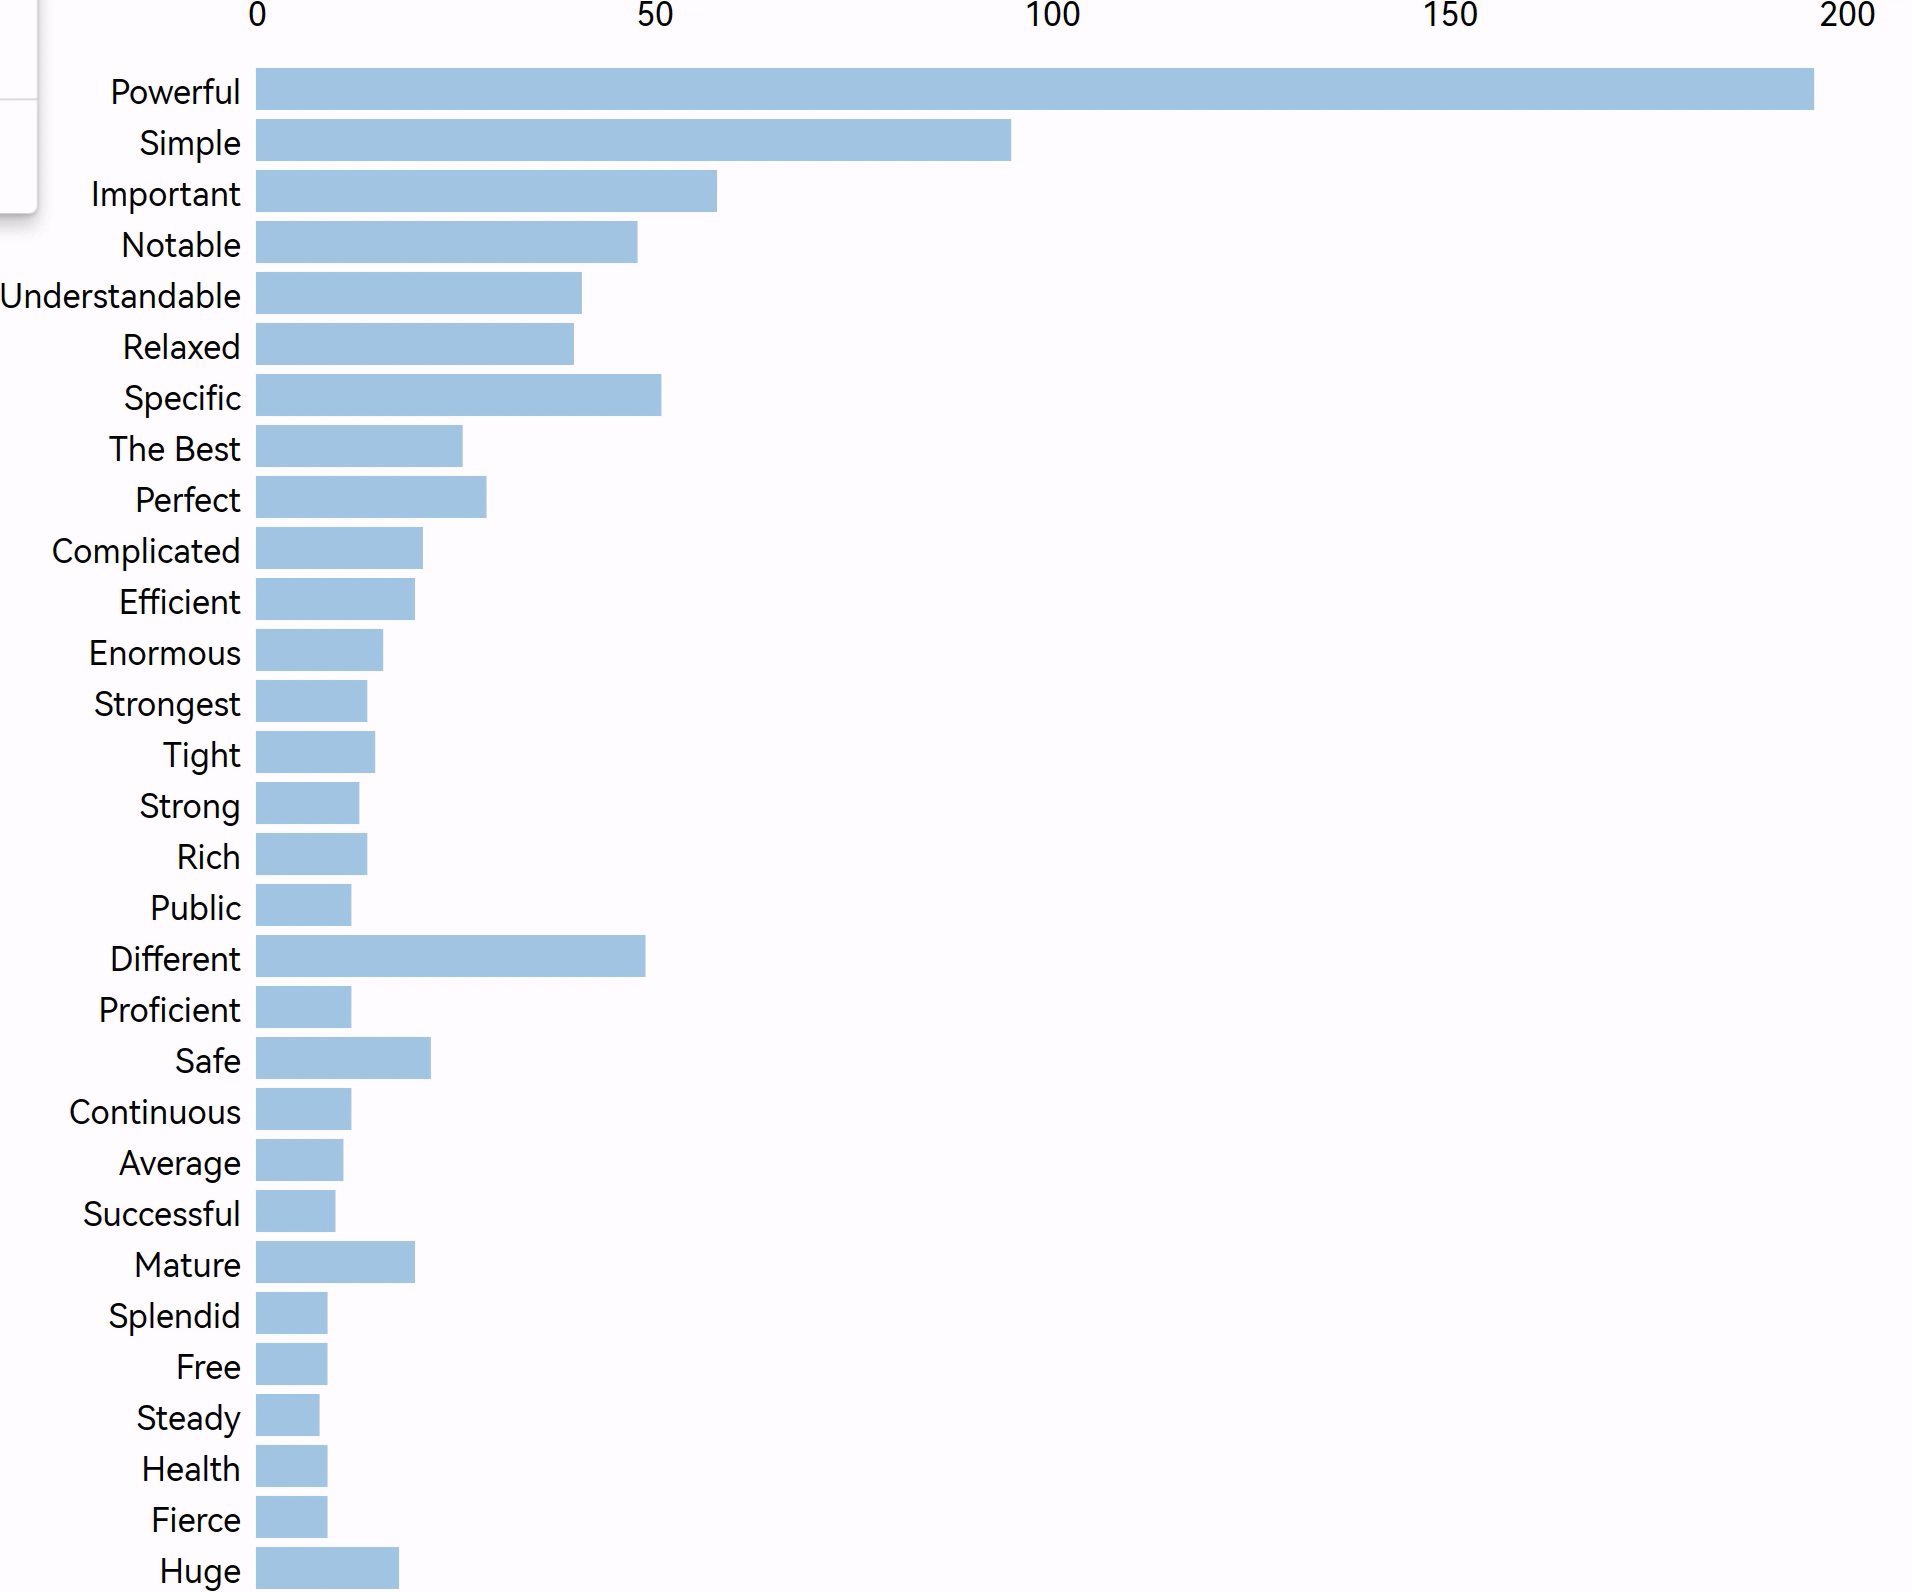 0 50 100 150 200
Powerful
Simple
Important
Notable
Understandable
Relaxed
Specific
The Best
Perfect
Complicated
Efficient
Enormous
Strongest
Tight
Strong
Rich
Public
Different
Proficient
Safe
Continuous
Average
Successful
Mature
Splendid
Free
Steady
Health
Fierce
Huge